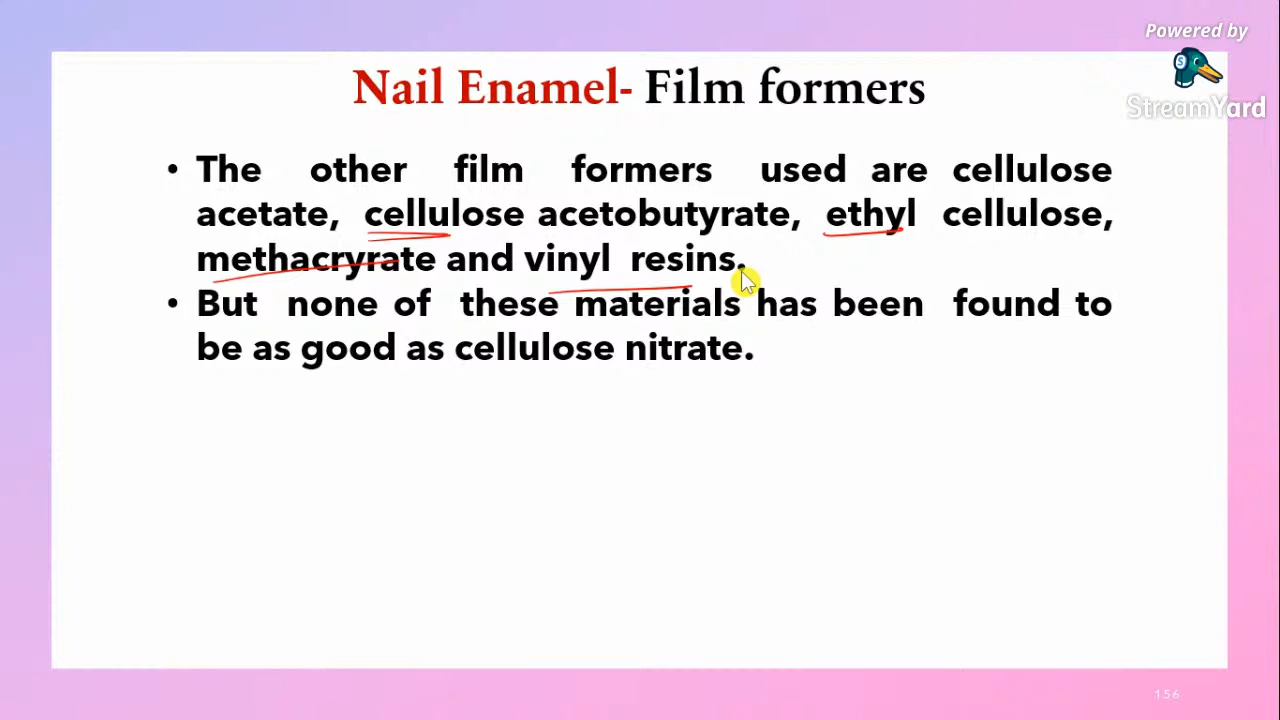 Powered by
StreamYard
Nail Enamel- Film formers
• The other film formers used are cellulose
acetate, cellulose acetobutyrate, ethyl cellulose,
methacryrate and vinyl resins.
• But none of these materials has been found to
be as good as cellulose nitrate.
156